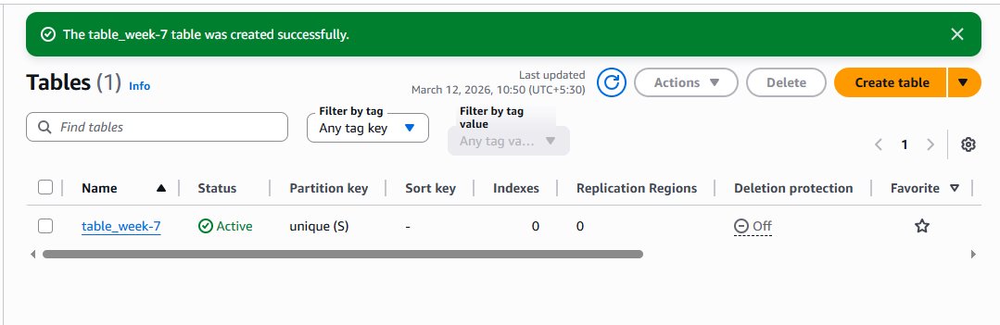 The table_week-7 table was created successfully.
Tables (1) Info
Last updated
March 12, 2026, 10:50 (UTC+5:30)
Actions
Delete
Create table
Find tables
Filter by tag
Any tag key
Filter by tag
value
Any tag va...
1
Name Status Partition key Sort key Indexes Replication Regions Deletion protection Favorite
table_week-7 Active unique (S) - 0 0 Off